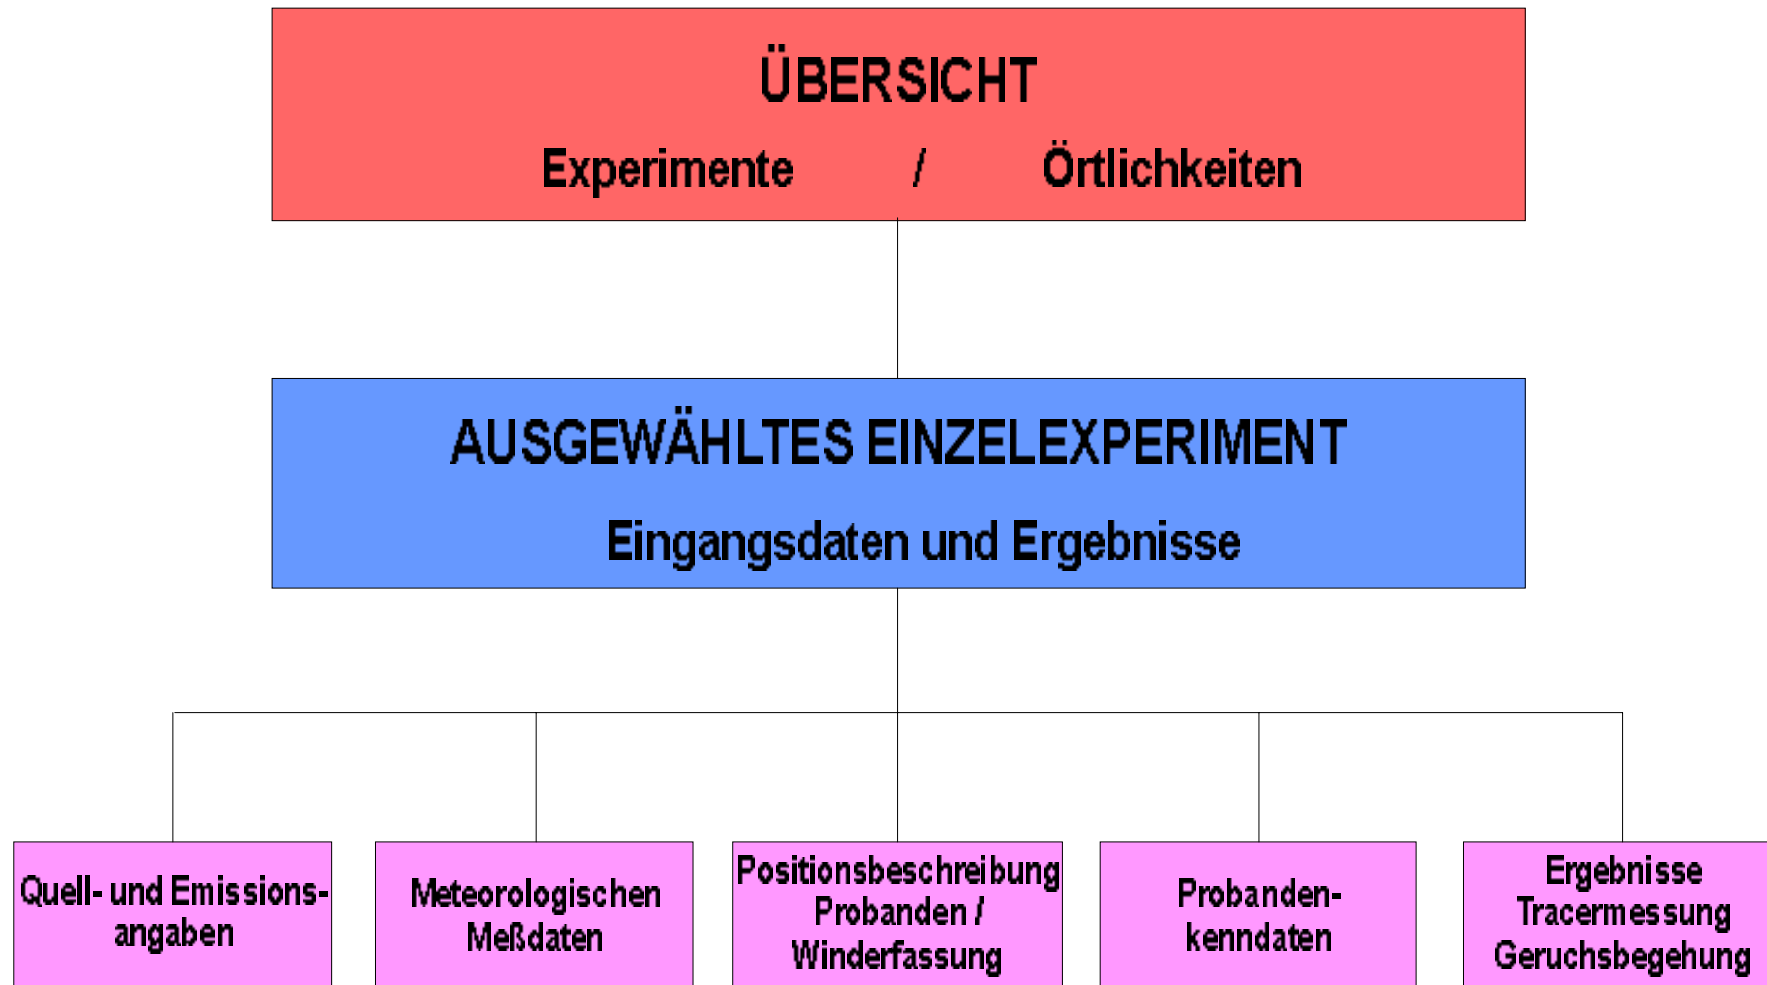 ÜBERSICHT
Experimente / Örtlichkeiten
AUSGEWÄHLTES EINZELEXPERIMENT
Eingangsdaten und Ergebnisse
Quell- und Emissions-
angaben
Meteorologischen
Meßdaten
Positionsbeschreibung
Probanden /
Winderfassung
Probanden-
kenndaten
Ergebnisse
Tracermessung
Geruchsbegehung